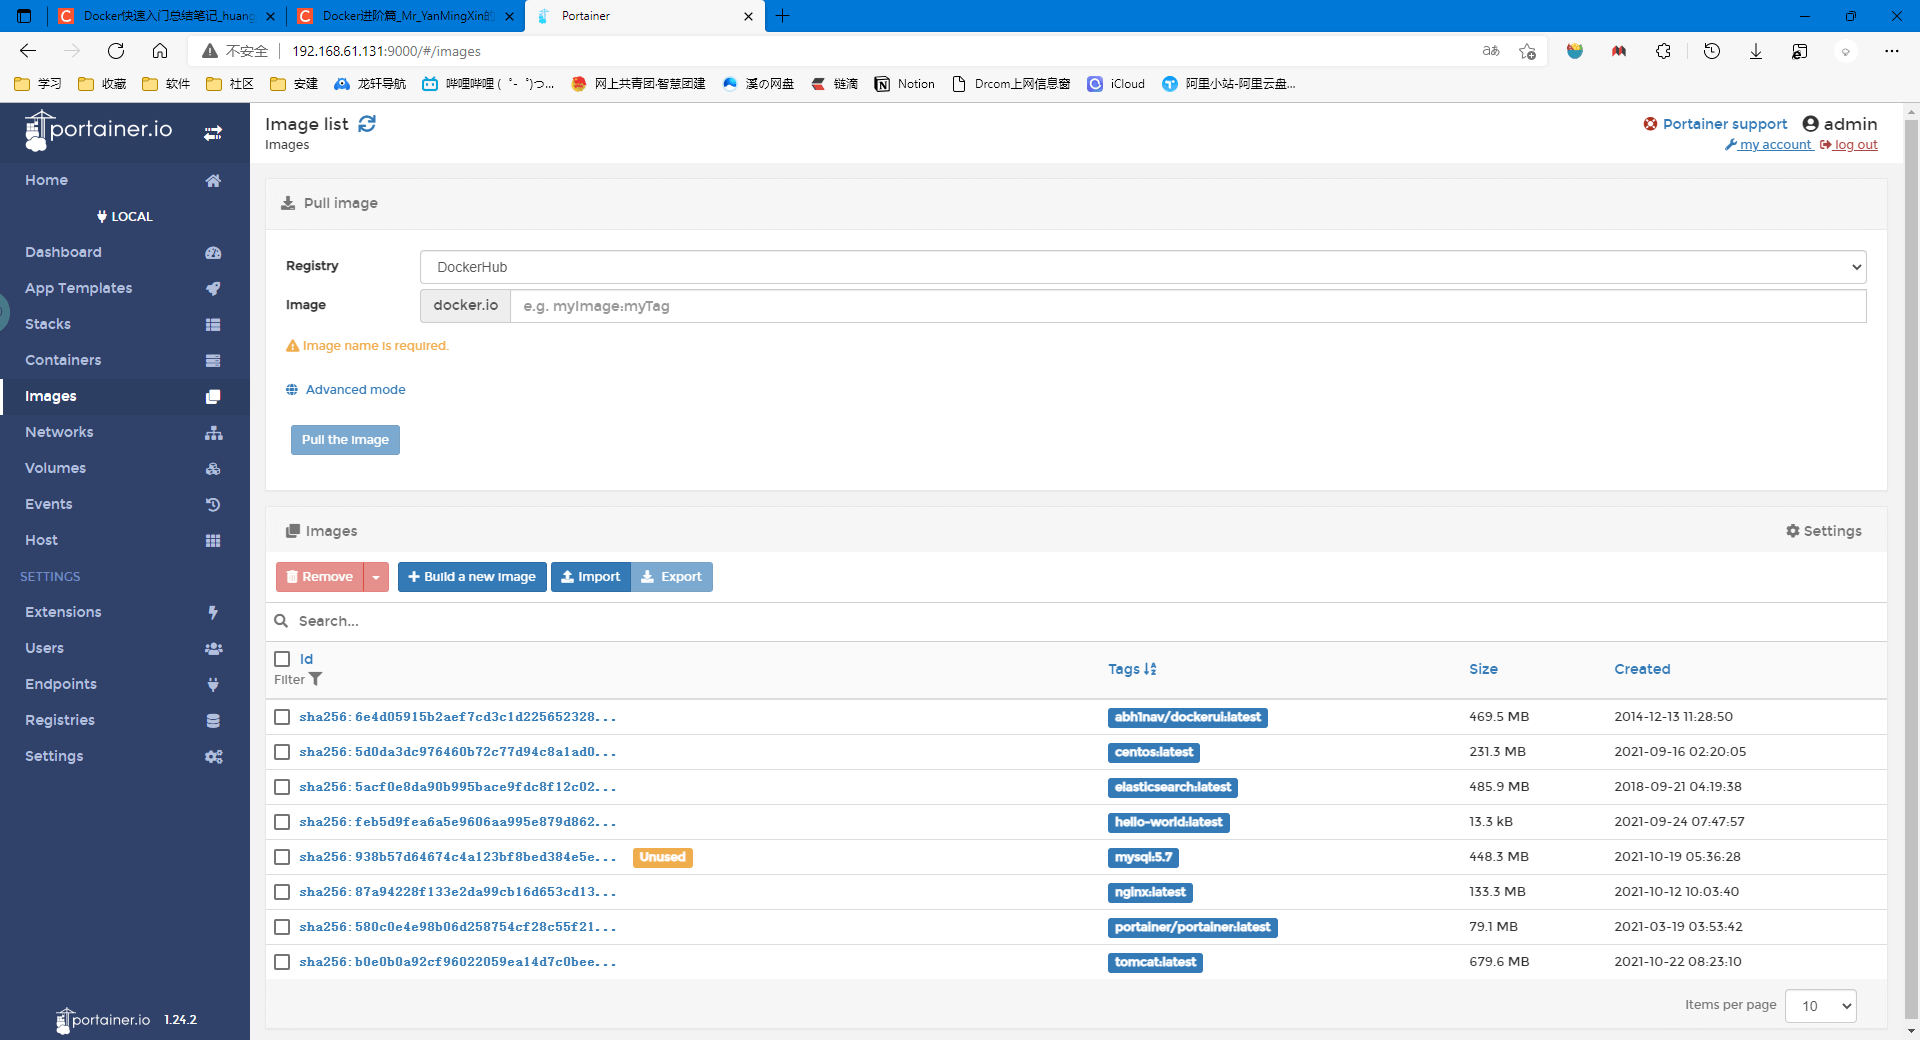 Docker快速入门总结笔记_huang
Docker进阶篇_Mr_YanMingXin的
Portainer
不安全 192.168.61.131:9000/#/images
学习 收藏 软件 社区 安建 龙轩导航 哔哩哔哩 ( ゜- ゜)つ... 网上共青团·智慧团建 溪の网盘 链滴 Notion Drcom上网信息窗 iCloud 阿里小站-阿里云盘...
portainer.io
Home
LOCAL
Dashboard
App Templates
Stacks
Containers
Images
Networks
Volumes
Events
Host
SETTINGS
Extensions
Users
Endpoints
Registries
Settings
portainer.io 1.24.2
Image list
Images
Portainer support admin
my account log out
Pull image
Registry DockerHub
Image docker.io e.g. myImage:myTag
Image name is required.
Advanced mode
Pull the image
Images Settings
Remove Build a new image Import Export
Search...
Id Tags Size Created
Filter
sha256:6e4d05915b2aef7cd3c1d225652328... abh1nav/dockerui:latest 469.5 MB 2014-12-13 11:28:50
sha256:5d0da3dc976460b72c77d94c8a1ad0... centos:latest 231.3 MB 2021-09-16 02:20:05
sha256:5acf0e8da90b995bace9fdc8f12c02... elasticsearch:latest 485.9 MB 2018-09-21 04:19:38
sha256:feb5d9fea6a5e9606aa995e879d862... hello-world:latest 13.3 kB 2021-09-24 07:47:57
sha256:938b57d64674c4a123bf8bed384e5e... Unused mysql:5.7 448.3 MB 2021-10-19 05:36:28
sha256:87a94228f133e2da99cb16d653cd13... nginx:latest 133.3 MB 2021-10-12 10:03:40
sha256:580c0e4e98b06d258754cf28c55f21... portainer/portainer:latest 79.1 MB 2021-03-19 03:53:42
sha256:b0e0b0a92cf96022059ea14d7c0bee... tomcat:latest 679.6 MB 2021-10-22 08:23:10
Items per page 10